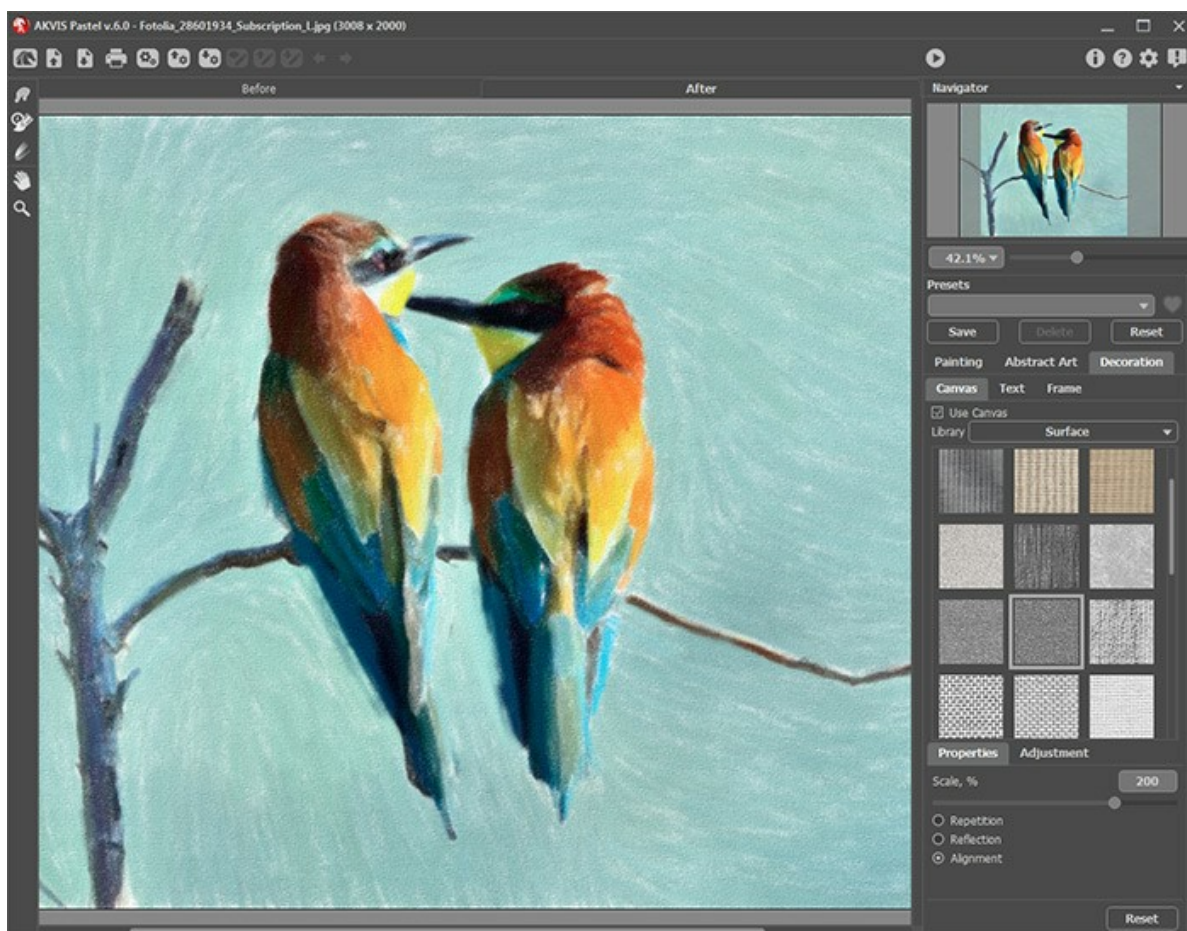 AKVIS Pastel v.6.0 - Fotolia_28601934_Subscription_L.jpg (3008 x 2000)
Before
After
Navigator
42.1%
Presets
Save
Delete
Reset
Painting
Abstract Art
Decoration
Canvas
Text
Frame
Use Canvas
Library
Surface
Properties
Adjustment
Scale, %
200
Repetition
Reflection
Alignment
Reset